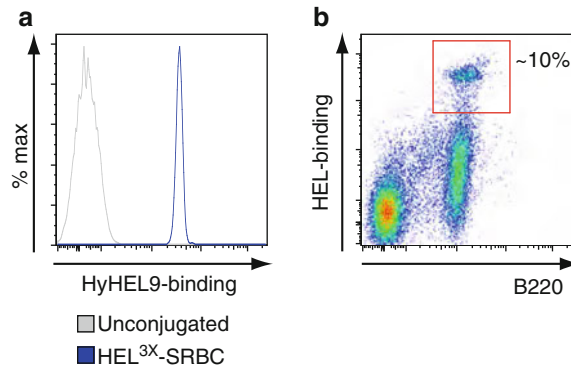 a
% max
HyHEL9-binding
Unconjugated
HEL3X-SRBC
b
HEL-binding
~10%
B220